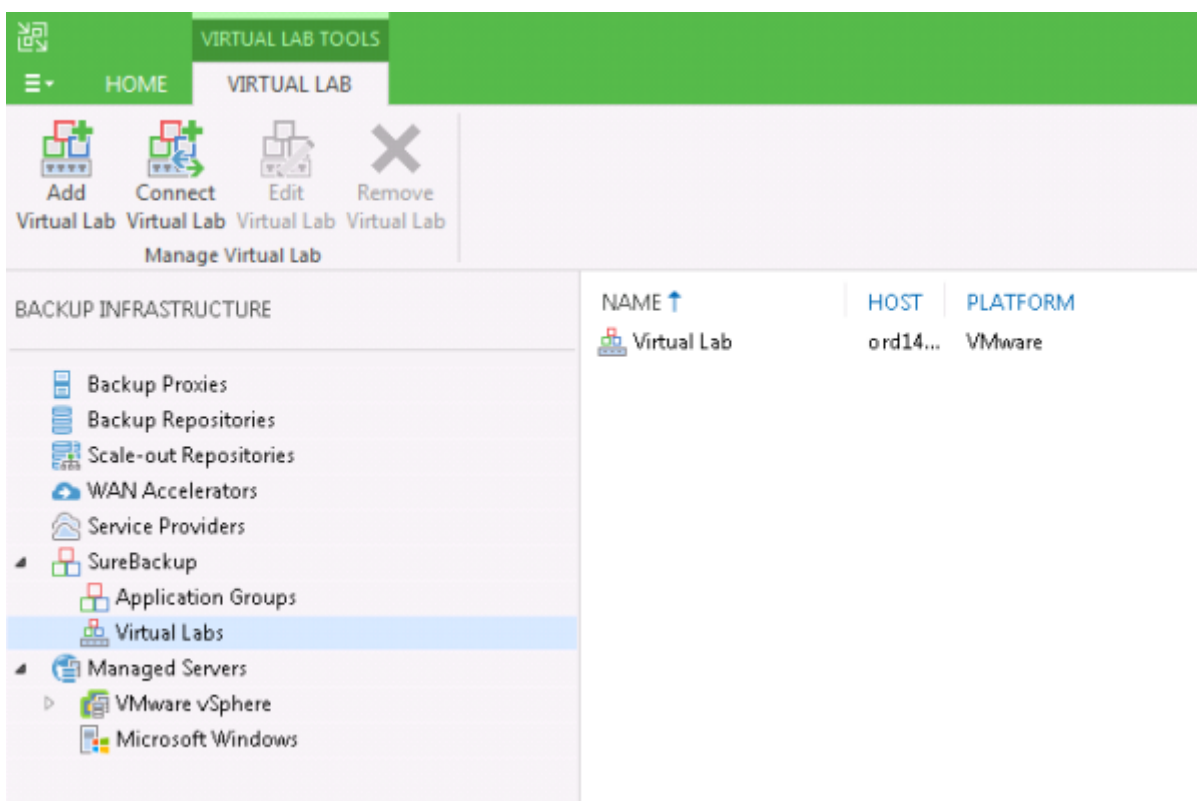 VIRTUAL LAB TOOLS
HOME VIRTUAL LAB
Add Connect Edit Remove
Virtual Lab Virtual Lab Virtual Lab Virtual Lab
Manage Virtual Lab
BACKUP INFRASTRUCTURE
Backup Proxies
Backup Repositories
Scale-out Repositories
WAN Accelerators
Service Providers
SureBackup
Application Groups
Virtual Labs
Managed Servers
VMware vSphere
Microsoft Windows
NAME HOST PLATFORM
Virtual Lab ord14... VMware